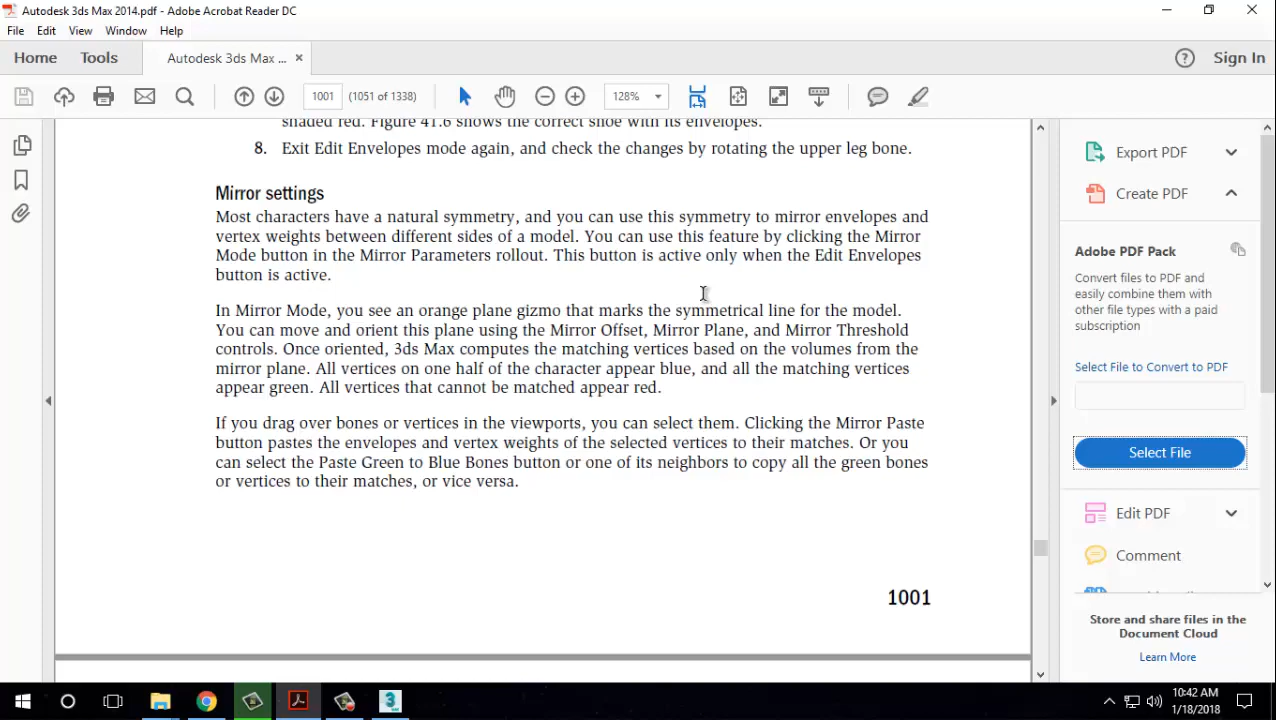 Autodesk 3ds Max 2014.pdf - Adobe Acrobat Reader DC
File Edit View Window Help
Home Tools Autodesk 3ds Max ... × Sign In
1001 (1051 of 1338) 128%
shaded red. Figure 41.6 shows the correct shoe with its envelopes.
8. Exit Edit Envelopes mode again, and check the changes by rotating the upper leg bone.
Mirror settings
Most characters have a natural symmetry, and you can use this symmetry to mirror envelopes and
vertex weights between different sides of a model. You can use this feature by clicking the Mirror
Mode button in the Mirror Parameters rollout. This button is active only when the Edit Envelopes
button is active.
In Mirror Mode, you see an orange plane gizmo that marks the symmetrical line for the model.
You can move and orient this plane using the Mirror Offset, Mirror Plane, and Mirror Threshold
controls. Once oriented, 3ds Max computes the matching vertices based on the volumes from the
mirror plane. All vertices on one half of the character appear blue, and all the matching vertices
appear green. All vertices that cannot be matched appear red.
If you drag over bones or vertices in the viewports, you can select them. Clicking the Mirror Paste
button pastes the envelopes and vertex weights of the selected vertices to their matches. Or you
can select the Paste Green to Blue Bones button or one of its neighbors to copy all the green bones
or vertices to their matches, or vice versa.
1001
Export PDF
Create PDF
Adobe PDF Pack
Convert files to PDF and
easily combine them with
other file types with a paid
subscription
Select File to Convert to PDF
Select File
Edit PDF
Comment
Store and share files in the
Document Cloud
Learn More
10:42 AM
1/18/2018